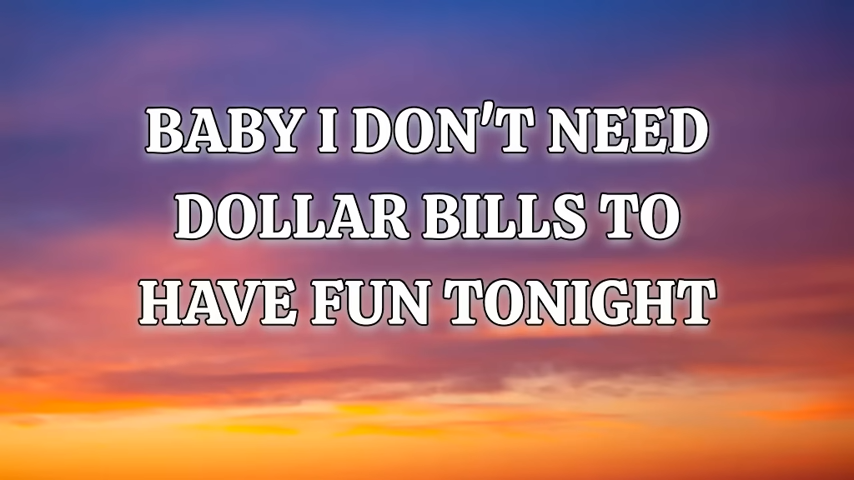 BABY I DON'T NEED
DOLLAR BILLS TO
HAVE FUN TONIGHT